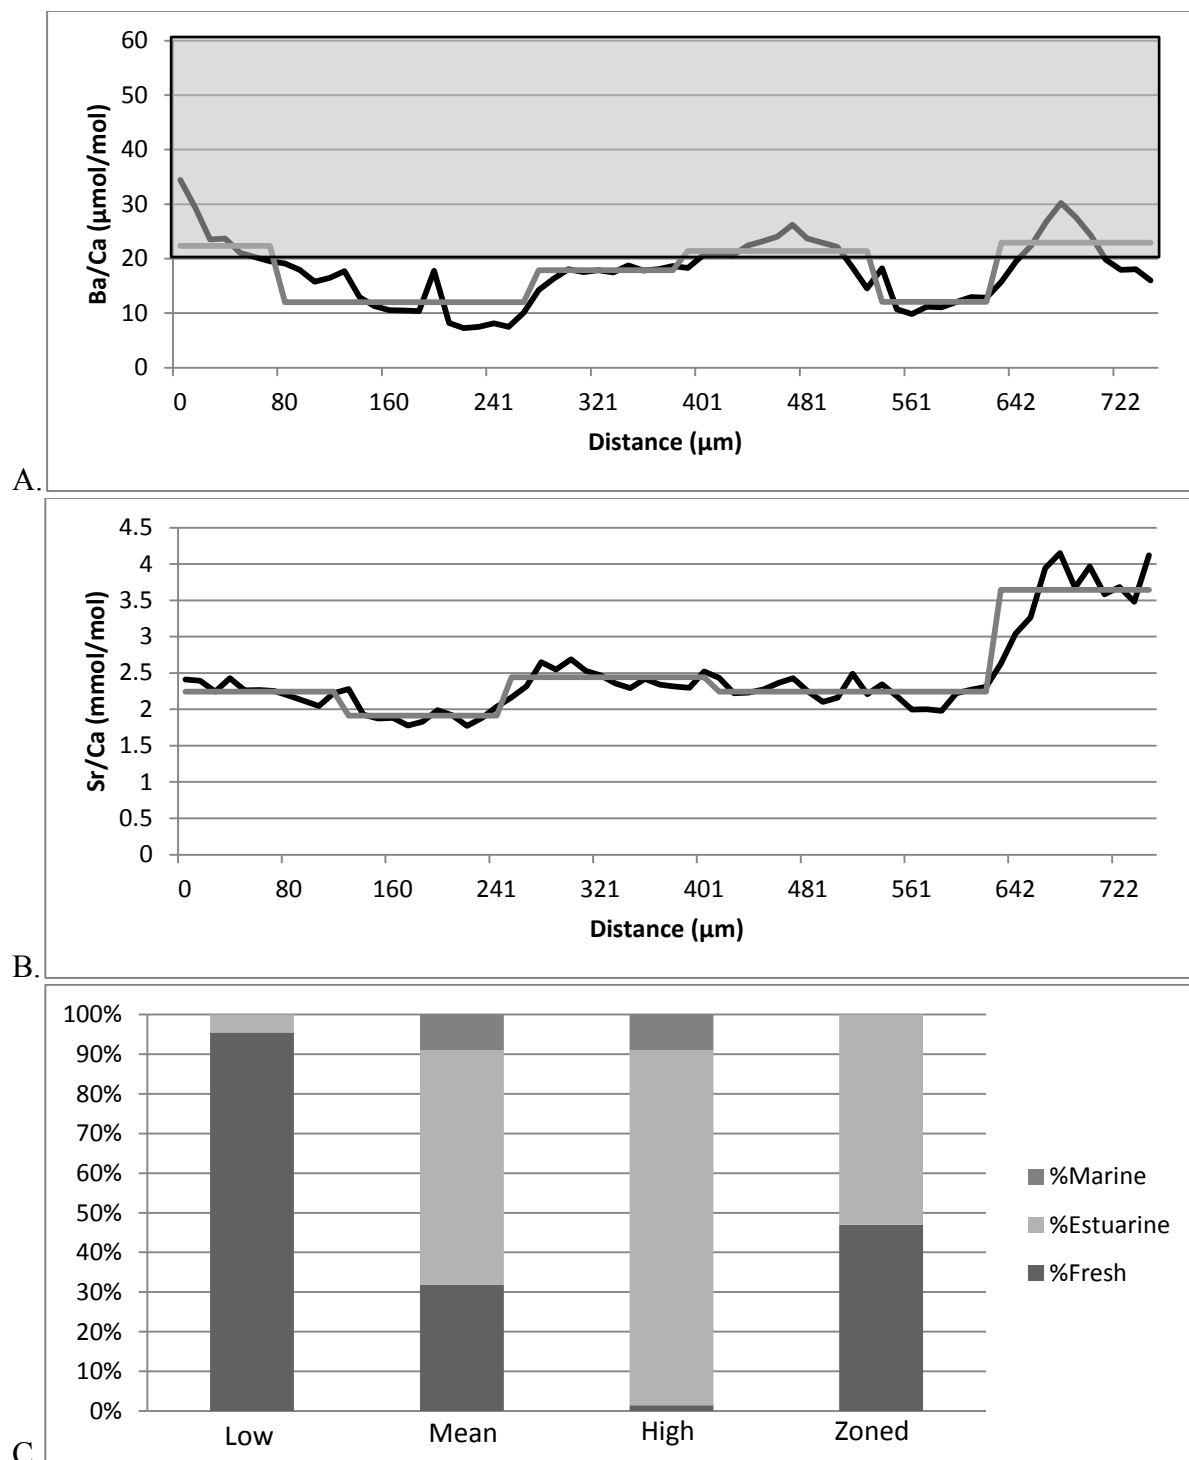 60
50
40
30
20
10
0
Ba/Ca (µmol/mol)
0 80 160 241 321 401 481 561 642 722
Distance (µm)
A.
4.5
4
3.5
3
2.5
2
1.5
1
0.5
0
Sr/Ca (mmol/mol)
0 80 160 241 321 401 481 561 642 722
Distance (µm)
B.
100%
90%
80%
70%
60%
50%
40%
30%
20%
10%
0%
%Marine
%Estuarine
%Fresh
Low Mean High Zoned
C